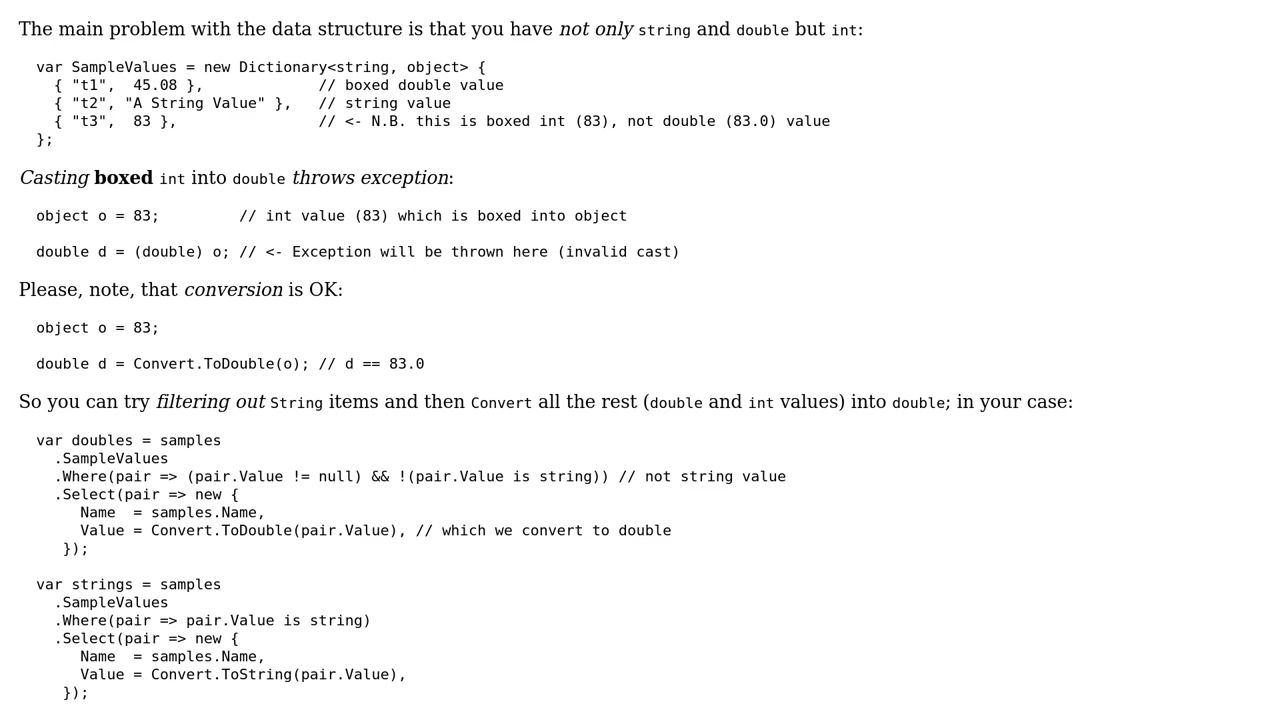 The main problem with the data structure is that you have not only string and double but int:
var SampleValues = new Dictionary<string, object> {
  { "t1",  45.08 },             // boxed double value
  { "t2", "A String Value" },   // string value
  { "t3",  83 },                // <- N.B. this is boxed int (83), not double (83.0) value
};
Casting boxed int into double throws exception:
object o = 83;         // int value (83) which is boxed into object
double d = (double) o; // <- Exception will be thrown here (invalid cast)
Please, note, that conversion is OK:
object o = 83;
double d = Convert.ToDouble(o); // d == 83.0
So you can try filtering out String items and then Convert all the rest (double and int values) into double; in your case:
var doubles = samples
  .SampleValues
  .Where(pair => (pair.Value != null) && !(pair.Value is string)) // not string value
  .Select(pair => new {
     Name  = samples.Name,
     Value = Convert.ToDouble(pair.Value), // which we convert to double
   });
var strings = samples
  .SampleValues
  .Where(pair => pair.Value is string)
  .Select(pair => new {
     Name  = samples.Name,
     Value = Convert.ToString(pair.Value),
   });